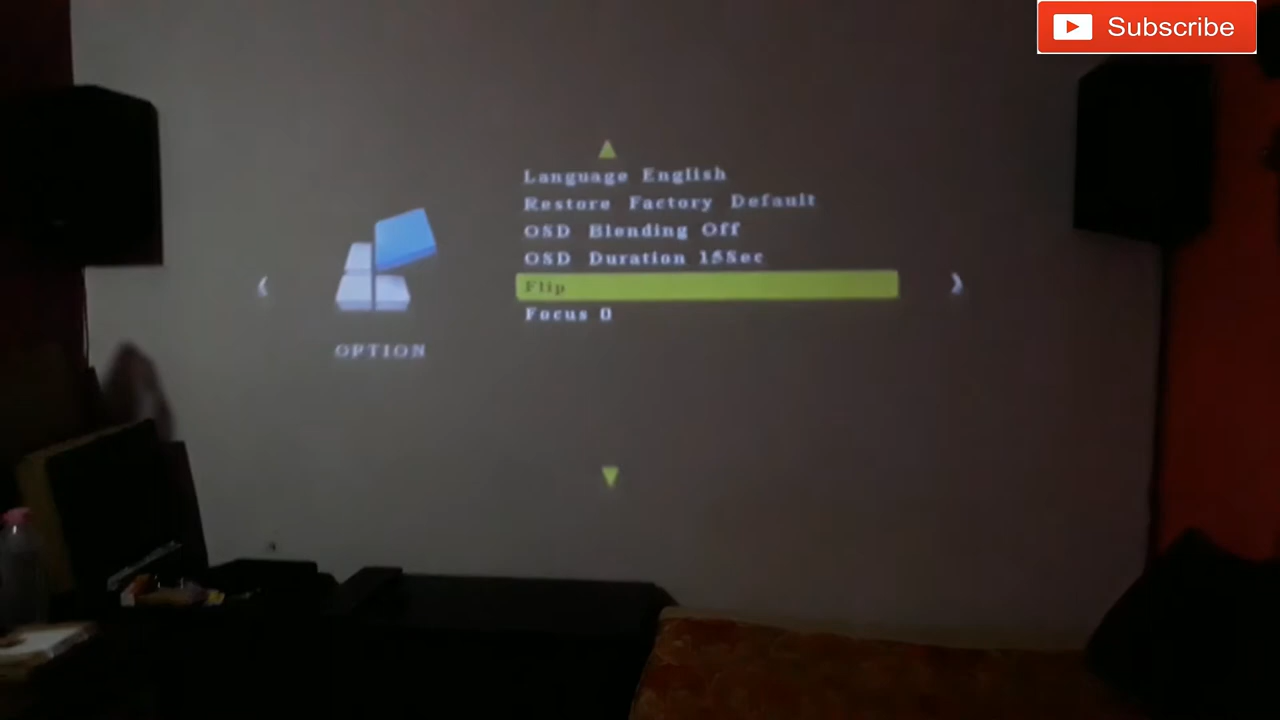 Subscribe
Language English
Restore Factory Default
OSD Blending Off
OSD Duration 15Sec
Flip
Focus 0
OPTION